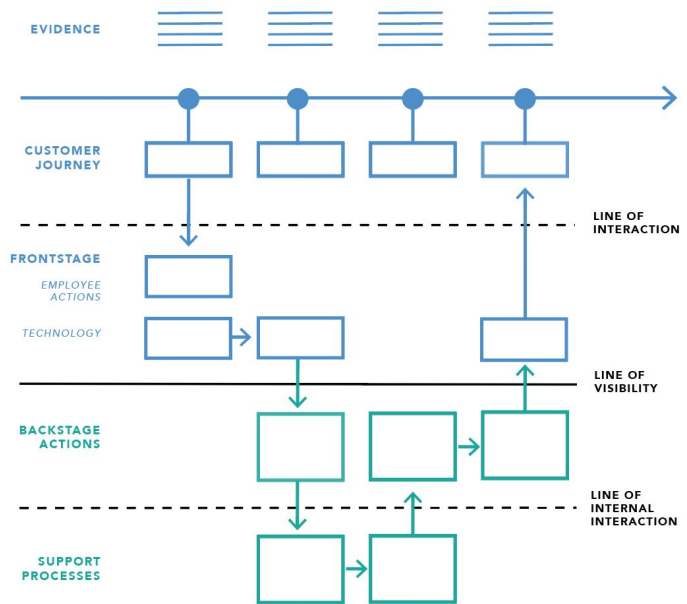 EVIDENCE
CUSTOMER
JOURNEY
LINE OF
INTERACTION
FRONTSTAGE
EMPLOYEE
ACTIONS
TECHNOLOGY
LINE OF
VISIBILITY
BACKSTAGE
ACTIONS
LINE OF
INTERNAL
INTERACTION
SUPPORT
PROCESSES